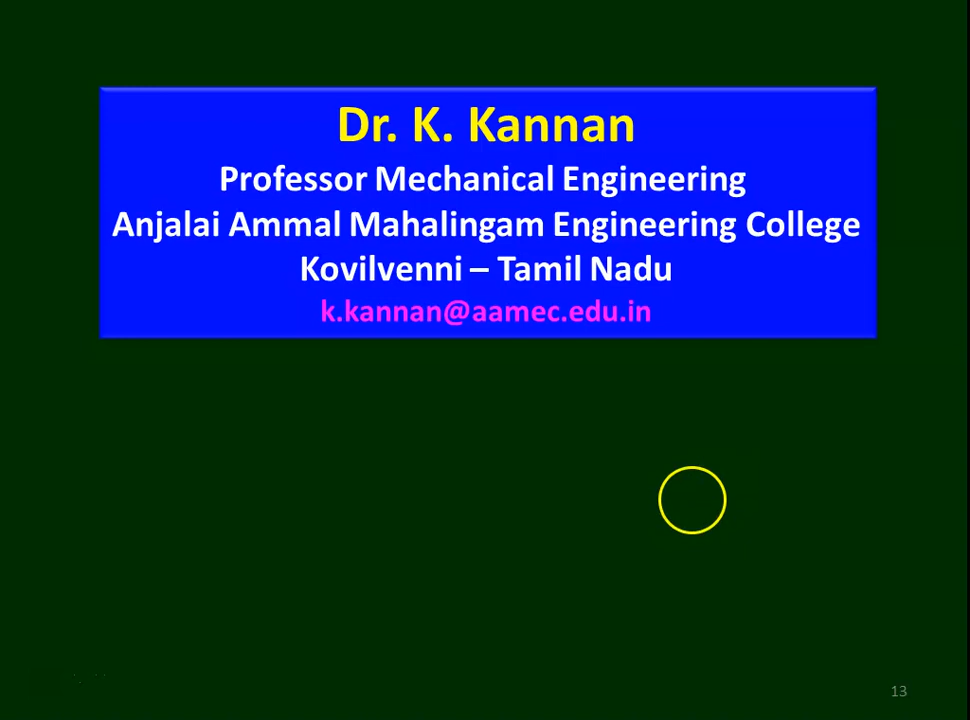 Dr. K. Kannan
Professor Mechanical Engineering
Anjalai Ammal Mahalingam Engineering College
Kovilvenni – Tamil Nadu
k.kannan@aamec.edu.in
13